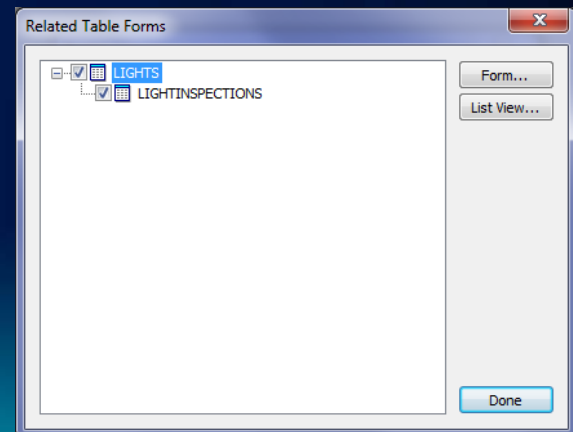 Related Table Forms
LIGHTS
LIGHTINSPECTIONS
Form...
List View...
Done